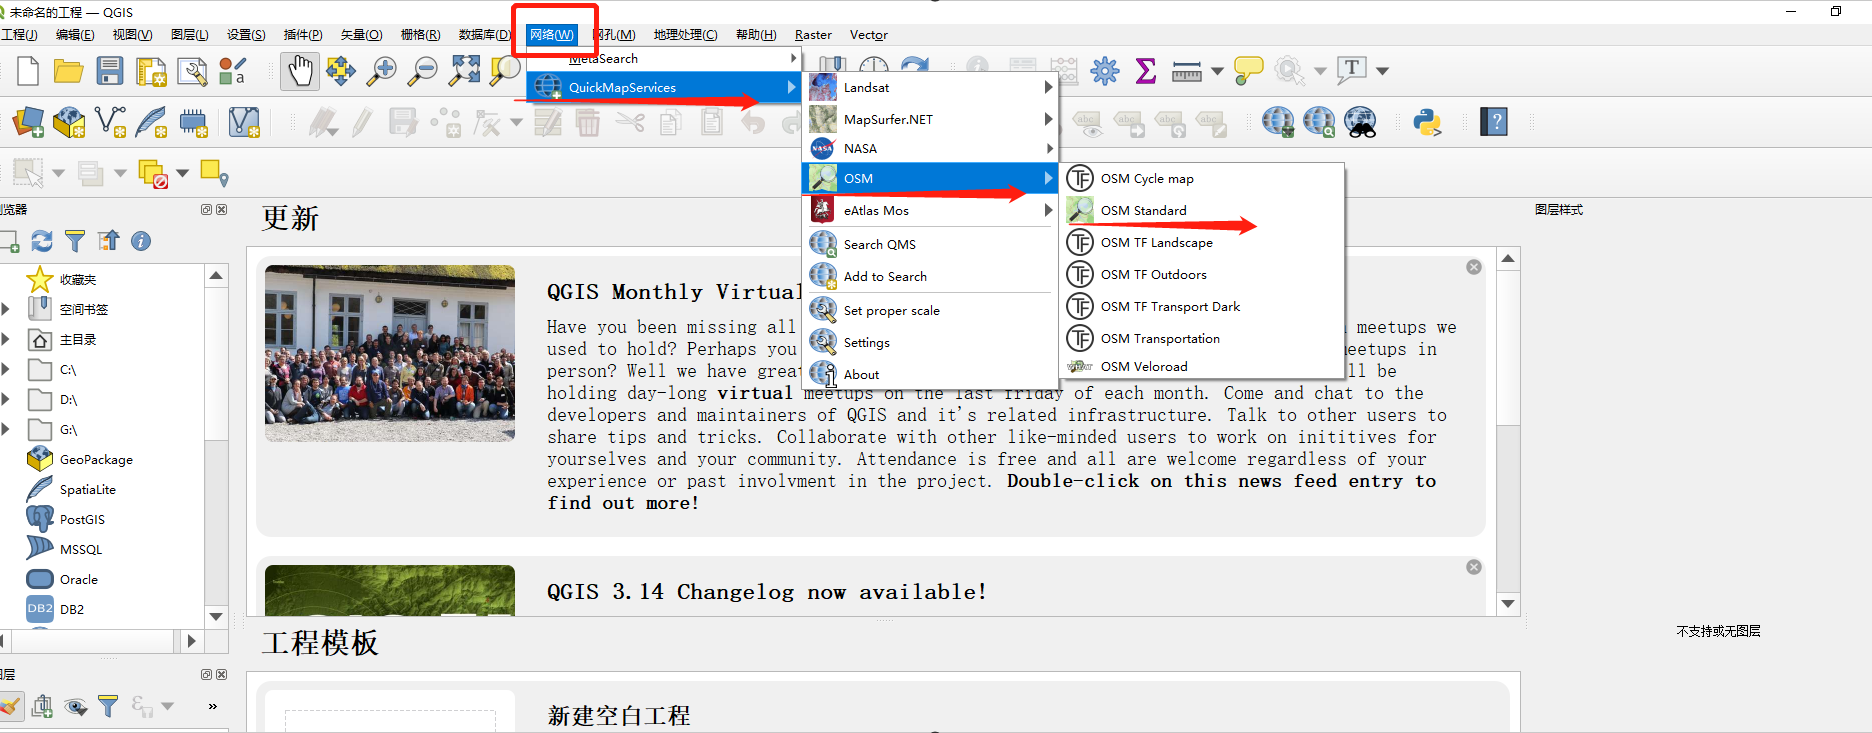 未命名的工程 — QGIS
工程(J) 编辑(E) 视图(V) 图层(L) 设置(S) 插件(P) 矢量(O) 栅格(R) 数据库(D) 网络(W) 网孔(M) 地理处理(C) 帮助(H) Raster Vector
MetaSearch
QuickMapServices
Landsat
MapSurfer.NET
NASA
OSM
eAtlas Mos
Search QMS
Add to Search
Set proper scale
Settings
About
OSM Cycle map
OSM Standard
OSM TF Landscape
OSM TF Outdoors
OSM TF Transport Dark
OSM Transportation
OSM Veloroad
浏览器
收藏夹
空间书签
主目录
C:\
D:\
G:\
GeoPackage
SpatiaLite
PostGIS
MSSQL
Oracle
DB2 DB2
图层
更新
QGIS Monthly Virtual
Have you been missing all meetups we
used to hold? Perhaps you meetups in
person? Well we have great ll be
holding day-long virtual meetups on the last friday of each month. Come and chat to the
developers and maintainers of QGIS and it's related infrastructure. Talk to other users to
share tips and tricks. Collaborate with other like-minded users to work on inititives for
yourselves and your community. Attendance is free and all are welcome regardless of your
experience or past involvment in the project. Double-click on this news feed entry to
find out more!
QGIS 3.14 Changelog now available!
工程模板
新建空白工程
图层样式
不支持或无图层